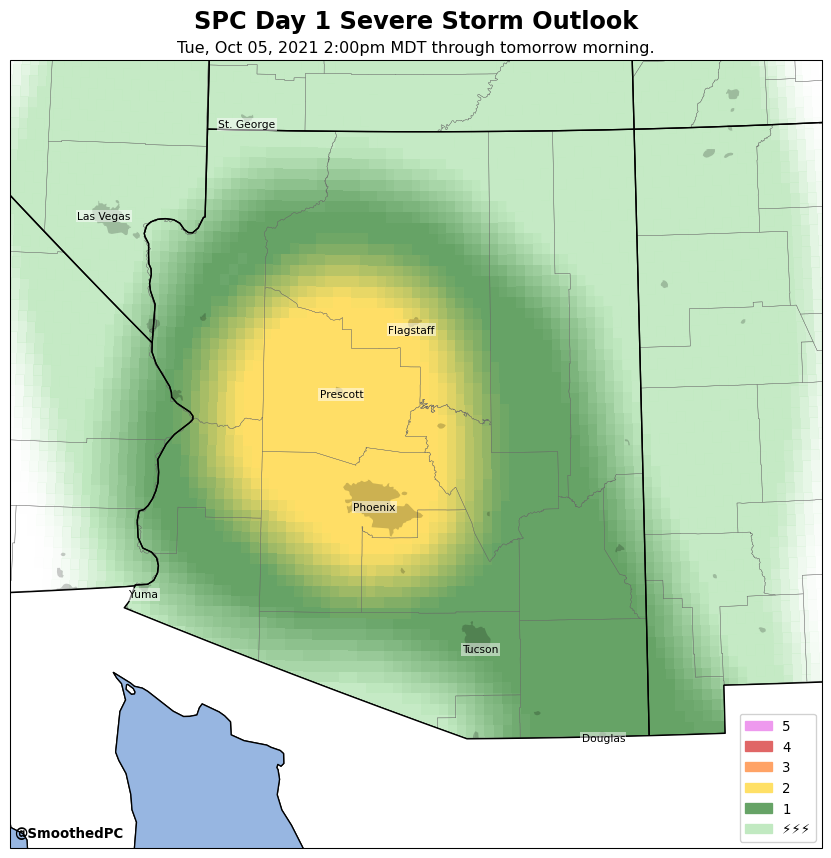 SPC Day 1 Severe Storm Outlook
Tue, Oct 05, 2021 2:00pm MDT through tomorrow morning.
St. George
Las Vegas
Flagstaff
Prescott
Phoenix
Yuma
Tucson
Douglas
5
4
3
2
1
⚡⚡⚡
@SmoothedPC